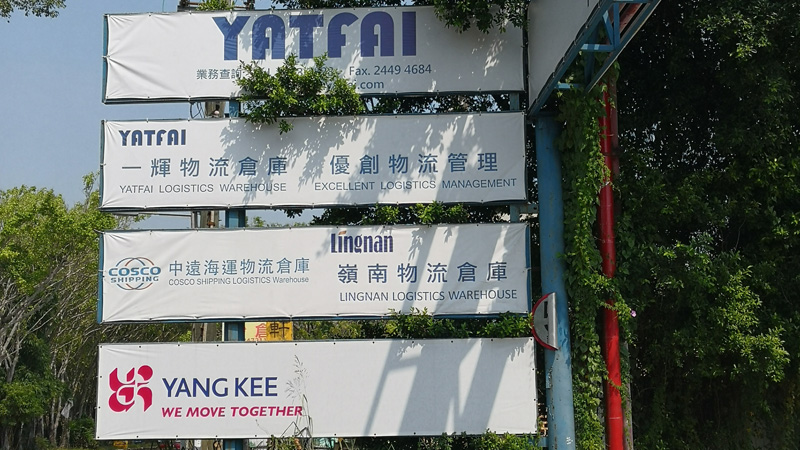 YATFAI
業務查詢
Fax. 2449 4684
.com
YATFAI
一輝物流倉庫 優創物流管理
YATFAI LOGISTICS WAREHOUSE EXCELLENT LOGISTICS MANAGEMENT
Lingnan
COSCO SHIPPING 中遠海運物流倉庫 嶺南物流倉庫
COSCO SHIPPING LOGISTICS Warehouse LINGNAN LOGISTICS WAREHOUSE
YANG KEE
WE MOVE TOGETHER